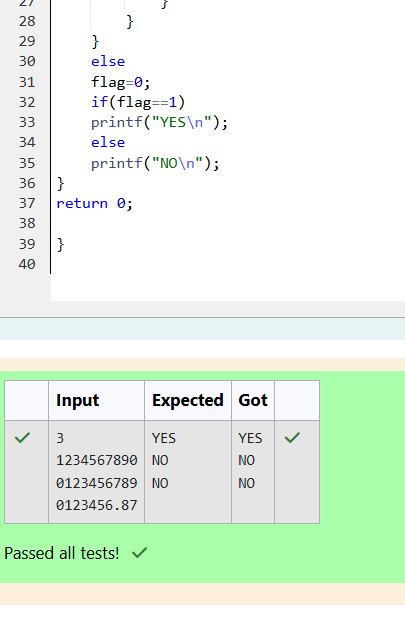 27 }
28 }
29 }
30 else
31 flag=0;
32 if(flag==1)
33 printf("YES\n");
34 else
35 printf("NO\n");
36 }
37 return 0;
38
39 }
40
Input Expected Got
3 YES YES
1234567890 NO NO
0123456789 NO NO
0123456.87
Passed all tests!